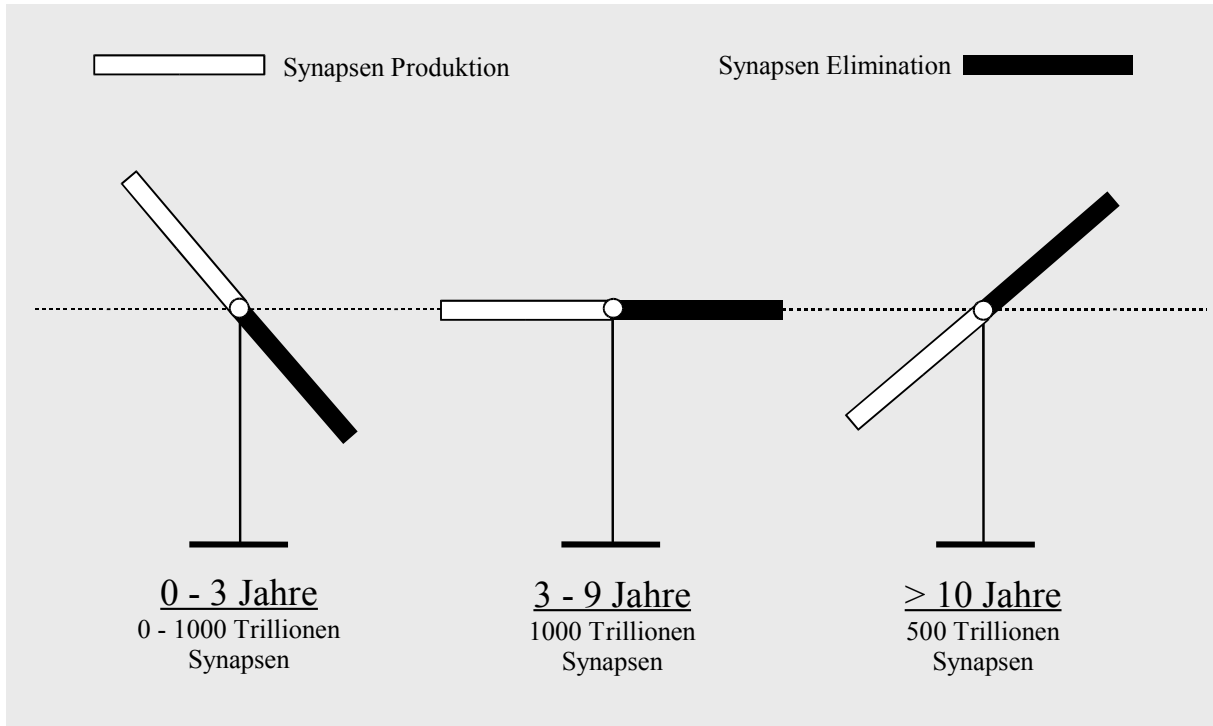 Synapsen Produktion
Synapsen Elimination
0 - 3 Jahre
0 - 1000 Trillionen
Synapsen
3 - 9 Jahre
1000 Trillionen
Synapsen
> 10 Jahre
500 Trillionen
Synapsen